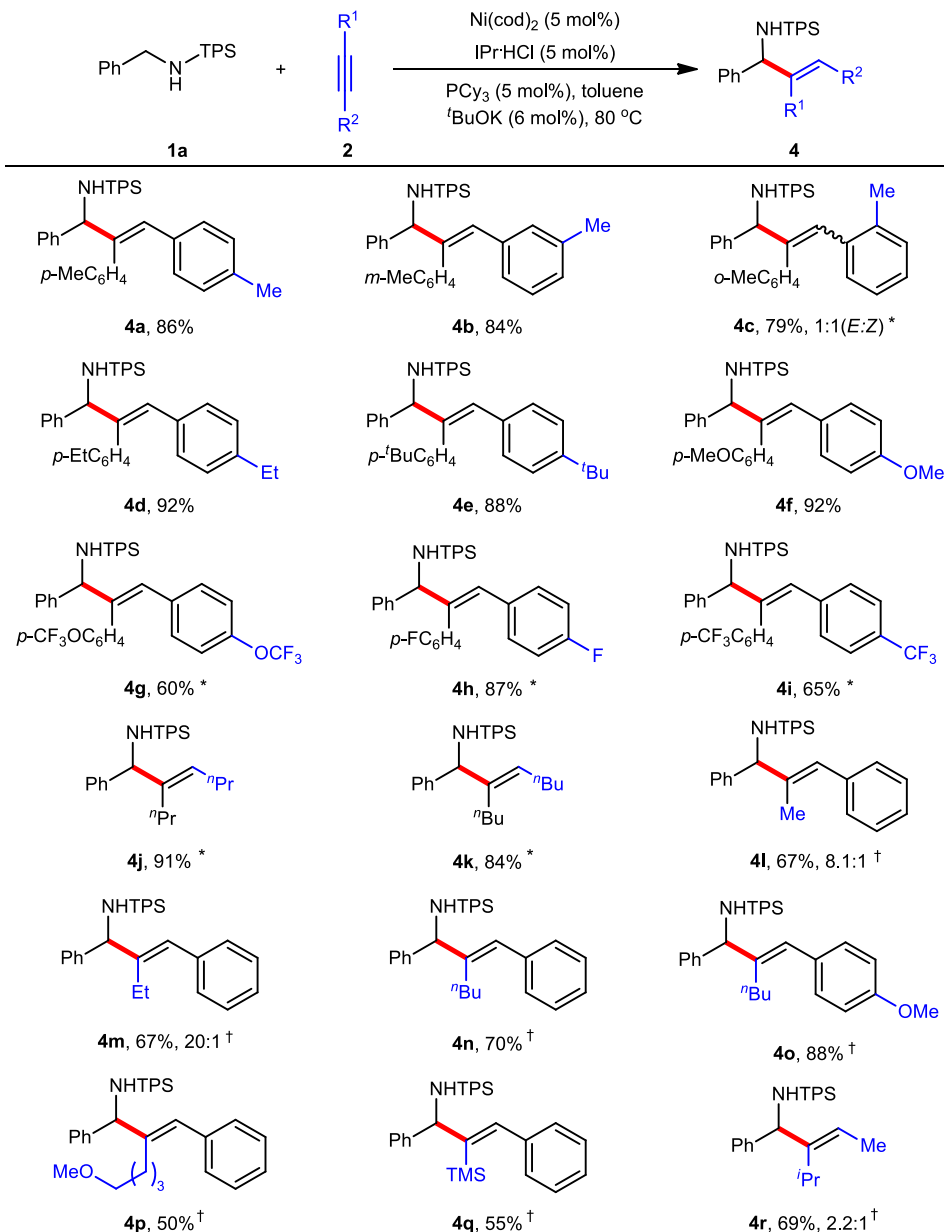 Ph N H TPS + R¹ R²
Ni(cod)₂ (5 mol%)
IPr·HCl (5 mol%)
PCy₃ (5 mol%), toluene
ᵗBuOK (6 mol%), 80 °C
NHTPS Ph R¹ R²
1a 2 4
NHTPS Ph p-MeC₆H₄ Me
4a, 86%
NHTPS Ph m-MeC₆H₄ Me
4b, 84%
NHTPS Ph o-MeC₆H₄ Me
4c, 79%, 1:1(E:Z) *
NHTPS Ph p-EtC₆H₄ Et
4d, 92%
NHTPS Ph p-ᵗBuC₆H₄ ᵗBu
4e, 88%
NHTPS Ph p-MeOC₆H₄ OMe
4f, 92%
NHTPS Ph p-CF₃OC₆H₄ OCF₃
4g, 60% *
NHTPS Ph p-FC₆H₄ F
4h, 87% *
NHTPS Ph p-CF₃C₆H₄ CF₃
4i, 65% *
NHTPS Ph ⁿPr ⁿPr
4j, 91% *
NHTPS Ph ⁿBu ⁿBu
4k, 84% *
NHTPS Ph Me
4l, 67%, 8.1:1 †
NHTPS Ph Et
4m, 67%, 20:1 †
NHTPS Ph ⁿBu
4n, 70% †
NHTPS Ph ⁿBu OMe
4o, 88% †
NHTPS Ph MeO ( )₃
4p, 50% †
NHTPS Ph TMS
4q, 55% †
NHTPS Ph ⁱPr Me
4r, 69%, 2.2:1 †